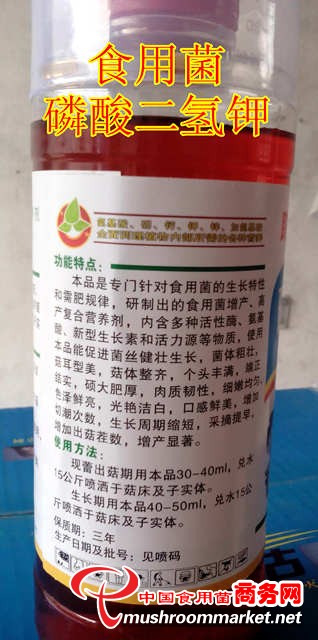 食用菌
磷酸二氢钾
功能特点：
本品是专门针对食用菌的生长特性
和需肥规律，研制出的食用菌增产、高
产复合营养剂，内含多种活性酶、氨基
酸、新型生长素和活力源等物质，使用
本品能促进菌丝健壮生长，菌体粗壮，
菇耳型美，菇体整齐，个头丰满，端正
结实，硕大肥厚，肉质韧性，细嫩均匀，
色泽鲜亮，光艳洁白，口感鲜美，增加
切潮次数，生长周期缩短，采摘提早，
增加出菇茬数，增产显著。
使用方法：
现蕾出菇期用本品30-40ml，兑水
15公斤喷洒于菇床及子实体。
生长期用本品40-50ml，兑水15公
斤喷洒于菇床及子实体。
保质期：三年
生产日期及批号：见喷码
中国食用菌商务网
www.mushroommarket.net